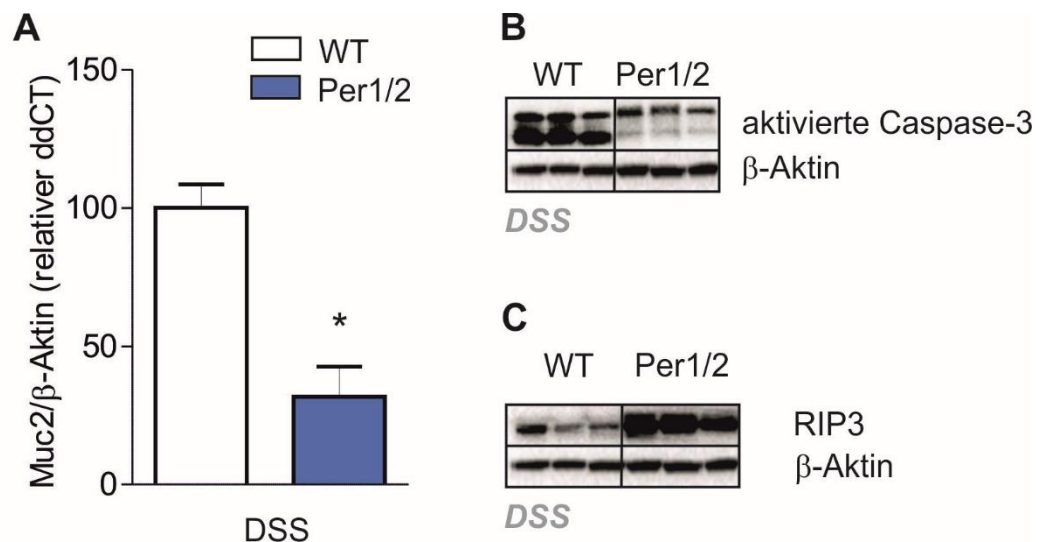 A
WT
Per1/2
Muc2/β-Aktin (relativer ddCT)
150
100
50
0
*
DSS
B
WT Per1/2
aktivierte Caspase-3
β-Aktin
DSS
C
WT Per1/2
RIP3
β-Aktin
DSS